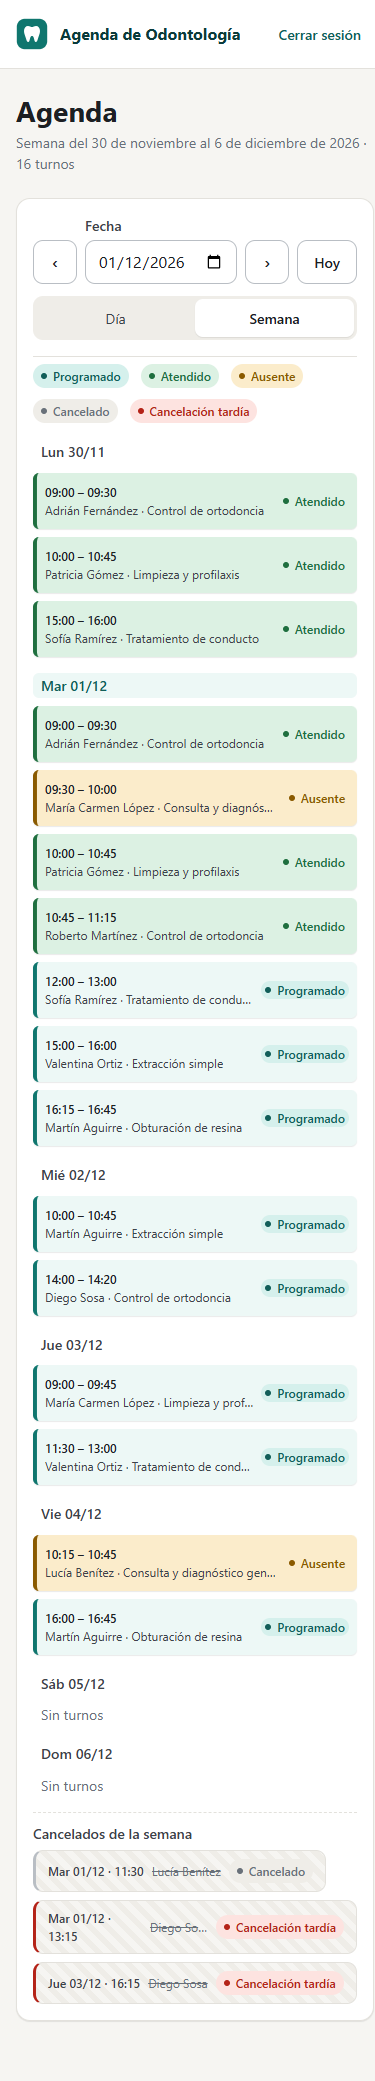 Agenda de Odontología
Cerrar sesión
Agenda
Semana del 30 de noviembre al 6 de diciembre de 2026 ·
16 turnos
Fecha
‹
01/12/2026
›
Hoy
Día
Semana
Programado
Atendido
Ausente
Cancelado
Cancelación tardía
Lun 30/11
09:00 – 09:30
Adrián Fernández · Control de ortodoncia
Atendido
10:00 – 10:45
Patricia Gómez · Limpieza y profilaxis
Atendido
15:00 – 16:00
Sofía Ramírez · Tratamiento de conducto
Atendido
Mar 01/12
09:00 – 09:30
Adrián Fernández · Control de ortodoncia
Atendido
09:30 – 10:00
María Carmen López · Consulta y diagnós...
Ausente
10:00 – 10:45
Patricia Gómez · Limpieza y profilaxis
Atendido
10:45 – 11:15
Roberto Martínez · Control de ortodoncia
Atendido
12:00 – 13:00
Sofía Ramírez · Tratamiento de condu...
Programado
15:00 – 16:00
Valentina Ortiz · Extracción simple
Programado
16:15 – 16:45
Martín Aguirre · Obturación de resina
Programado
Mié 02/12
10:00 – 10:45
Martín Aguirre · Extracción simple
Programado
14:00 – 14:20
Diego Sosa · Control de ortodoncia
Programado
Jue 03/12
09:00 – 09:45
María Carmen López · Limpieza y prof...
Programado
11:30 – 13:00
Valentina Ortiz · Tratamiento de cond...
Programado
Vie 04/12
10:15 – 10:45
Lucía Benítez · Consulta y diagnóstico gen...
Ausente
16:00 – 16:45
Martín Aguirre · Obturación de resina
Programado
Sáb 05/12
Sin turnos
Dom 06/12
Sin turnos
Cancelados de la semana
Mar 01/12 · 11:30 Lucía Benítez Cancelado
Mar 01/12 ·
13:15
Diego So...
Cancelación tardía
Jue 03/12 · 16:15 Diego Sosa Cancelación tardía